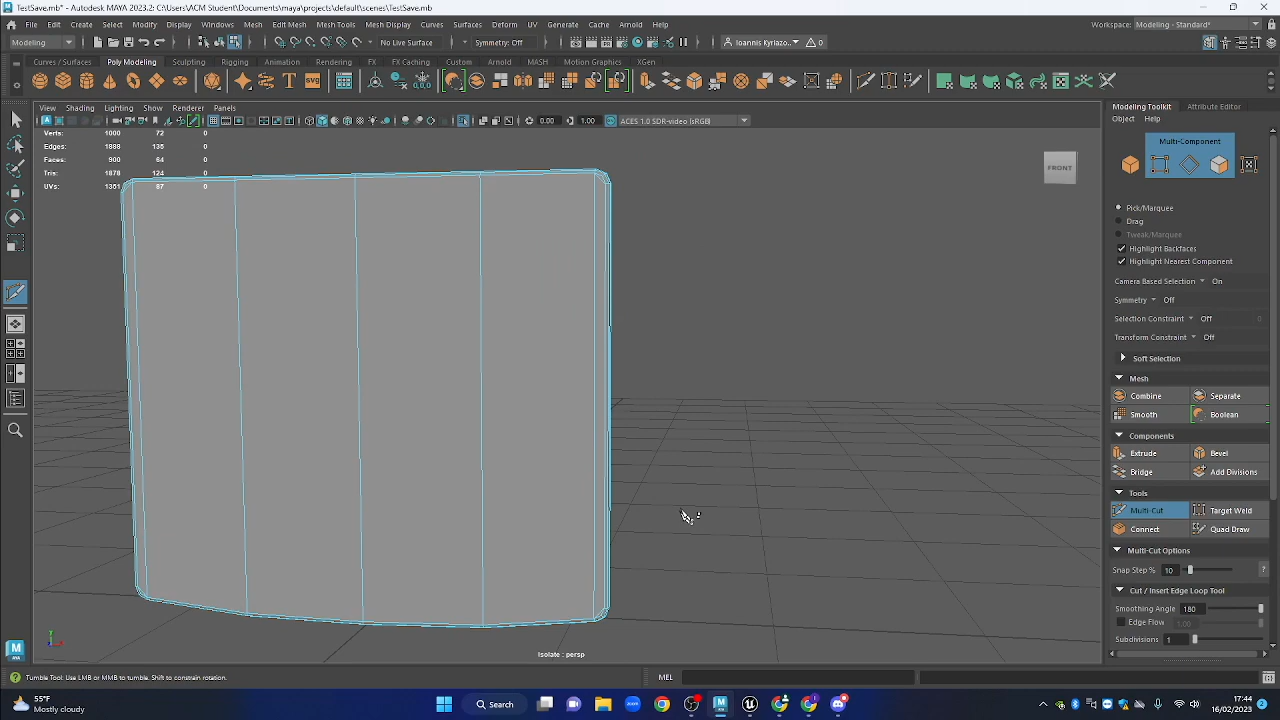 TestSave.mb* - Autodesk MAYA 2023.2: C:\Users\ACM Student\Documents\maya\projects\default\scenes\TestSave.mb
File Edit Create Select Modify Display Windows Mesh Edit Mesh Mesh Tools Mesh Display Curves Surfaces Deform UV Generate Cache Arnold Help
Workspace: Modeling - Standard*
Modeling No Live Surface Symmetry: Off Ioannis Kyriazo... 0
Curves / Surfaces Poly Modeling Sculpting Rigging Animation Rendering FX FX Caching Custom Arnold MASH Motion Graphics XGen
SVG
View Shading Lighting Show Renderer Panels
0.00 1.00 ACES 1.0 SDR-video (sRGB)
Verts: 1000 72 0
Edges: 1898 135 0
Faces: 900 64 0
Tris: 1878 124 0
UVs: 1351 87 0
FRONT
Isolate : persp
Modeling Toolkit Attribute Editor
Object Help
Multi-Component
Pick/Marquee
Drag
Tweak/Marquee
Highlight Backfaces
Highlight Nearest Component
Camera Based Selection On
Symmetry Off
Selection Constraint Off 0
Transform Constraint Off
Soft Selection
Mesh
Combine Separate
Smooth Boolean
Components
Extrude Bevel
Bridge Add Divisions
Tools
Multi-Cut Target Weld
Connect Quad Draw
Multi-Cut Options
Snap Step % 10 ?
Cut / Insert Edge Loop Tool
Smoothing Angle 180
Edge Flow 1.00
Subdivisions 1
Tumble Tool: Use LMB or MMB to tumble. Shift to constrain rotation.
MEL
55°F
Mostly cloudy
Search
zoom
17:44
16/02/2023